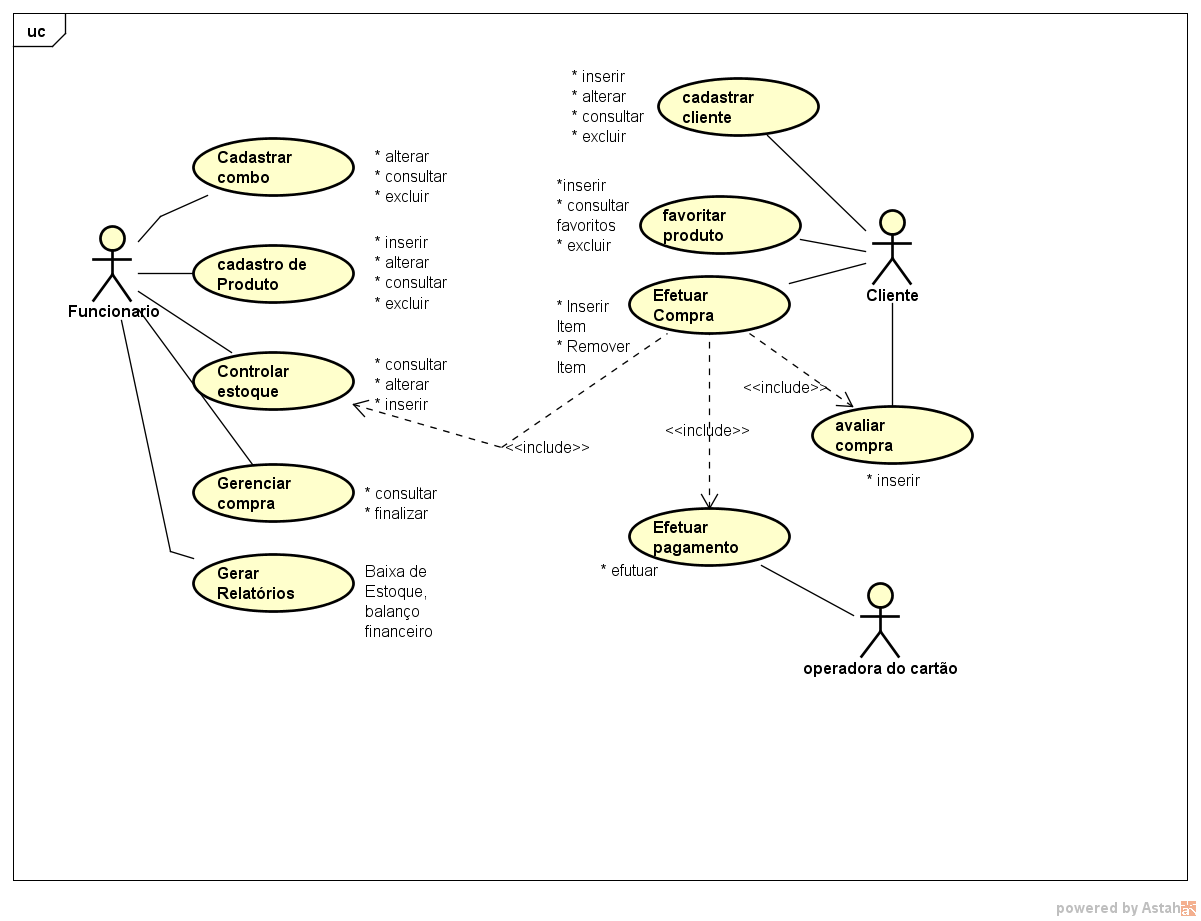 uc
* inserir
* alterar
* consultar
* excluir
cadastrar
cliente
Cadastrar
combo
* alterar
* consultar
* excluir
*inserir
* consultar
favoritos
* excluir
favoritar
produto
Funcionario
cadastro de
Produto
* inserir
* alterar
* consultar
* excluir
Cliente
* Inserir
Item
* Remover
Item
Efetuar
Compra
Controlar
estoque
* consultar
* alterar
* inserir
<<include>>
<<include>>
<<include>>
avaliar
compra
* inserir
Gerenciar
compra
* consultar
* finalizar
Efetuar
pagamento
* efutuar
Gerar
Relatórios
Baixa de
Estoque,
balanço
financeiro
operadora do cartão
powered by Astah